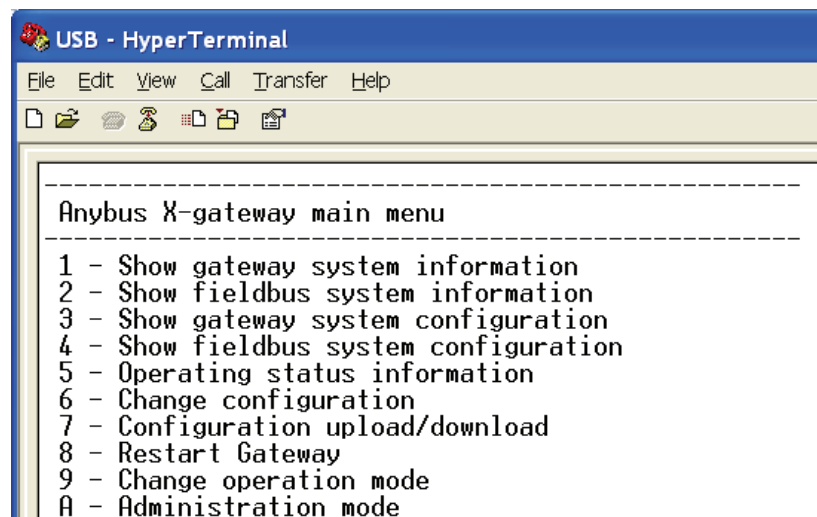 USB - HyperTerminal
File Edit View Call Transfer Help
--------------------------------------------------
Anybus X-gateway main menu
--------------------------------------------------
1 - Show gateway system information
2 - Show fieldbus system information
3 - Show gateway system configuration
4 - Show fieldbus system configuration
5 - Operating status information
6 - Change configuration
7 - Configuration upload/download
8 - Restart Gateway
9 - Change operation mode
A - Administration mode